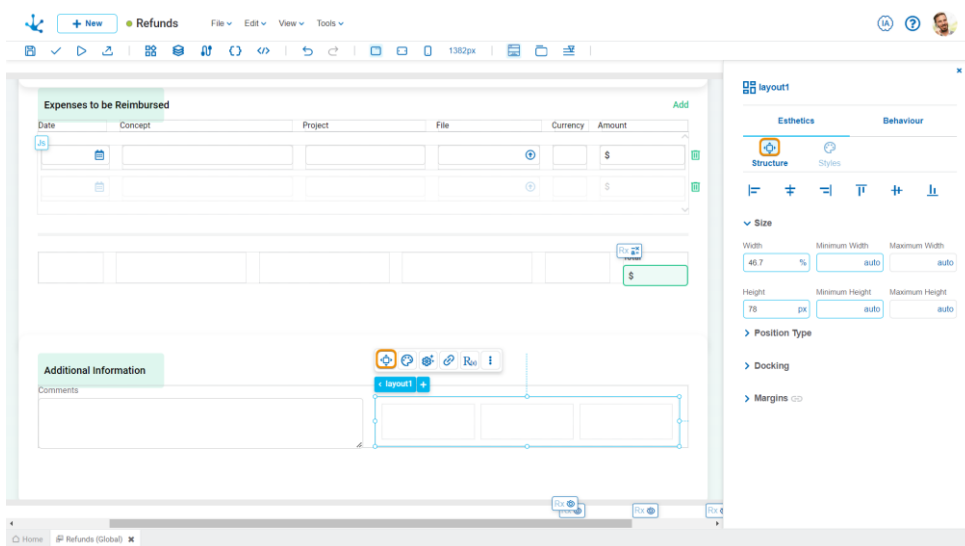 + New
Refunds
File
Edit
View
Tools
IA
?
1382px
layout1
Esthetics
Behaviour
Structure
Styles
Size
Width
Minimum Width
Maximum Width
46.7 %
auto
auto
Height
Minimum Height
Maximum Height
78 px
auto
auto
Position Type
Docking
Margins
Expenses to be Reimbursed
Add
Date
Concept
Project
File
Currency
Amount
Js
$
$
Rx
Total
$
Additional Information
R(x)
layout1 +
Comments
Rx
Rx
Rx
Rx
Home
Refunds (Global)